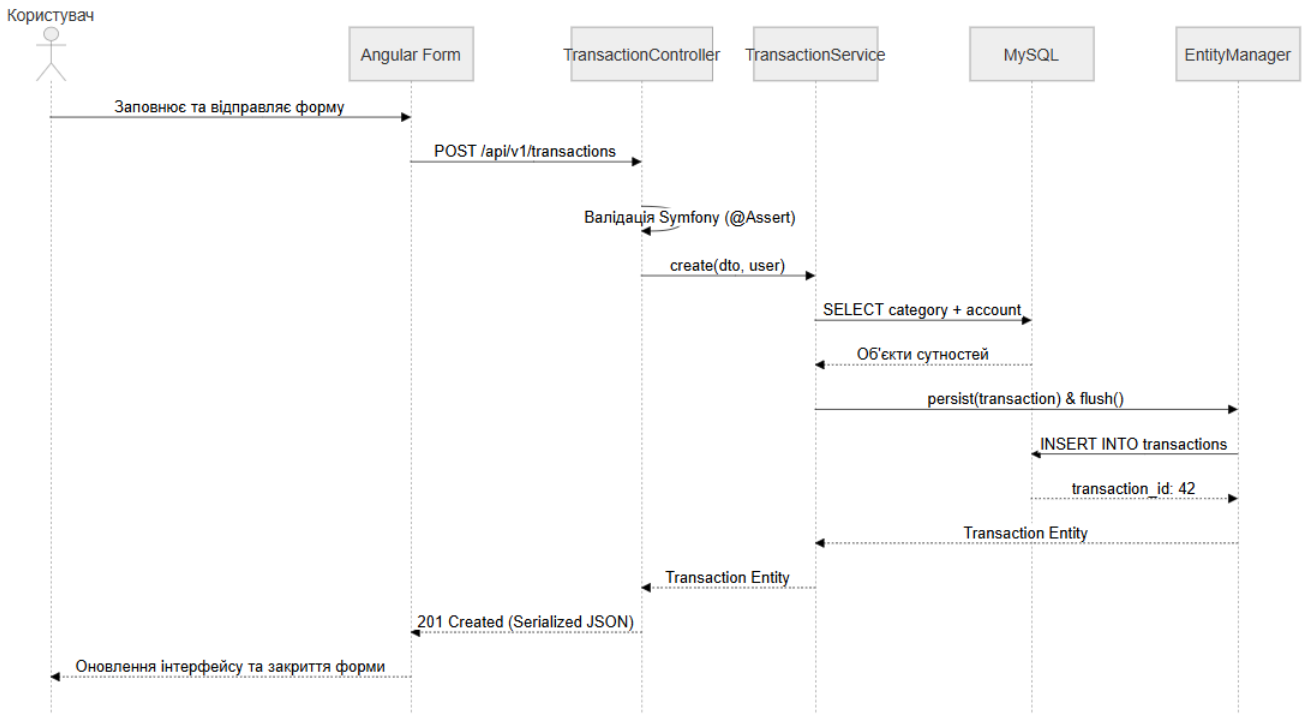 Користувач
Angular Form
TransactionController
TransactionService
MySQL
EntityManager
Заповнює та відправляє форму
POST /api/v1/transactions
Валідація Symfony (@Assert)
create(dto, user)
SELECT category + account
Об'єкти сутностей
persist(transaction) & flush()
INSERT INTO transactions
transaction_id: 42
Transaction Entity
Transaction Entity
201 Created (Serialized JSON)
Оновлення інтерфейсу та закриття форми